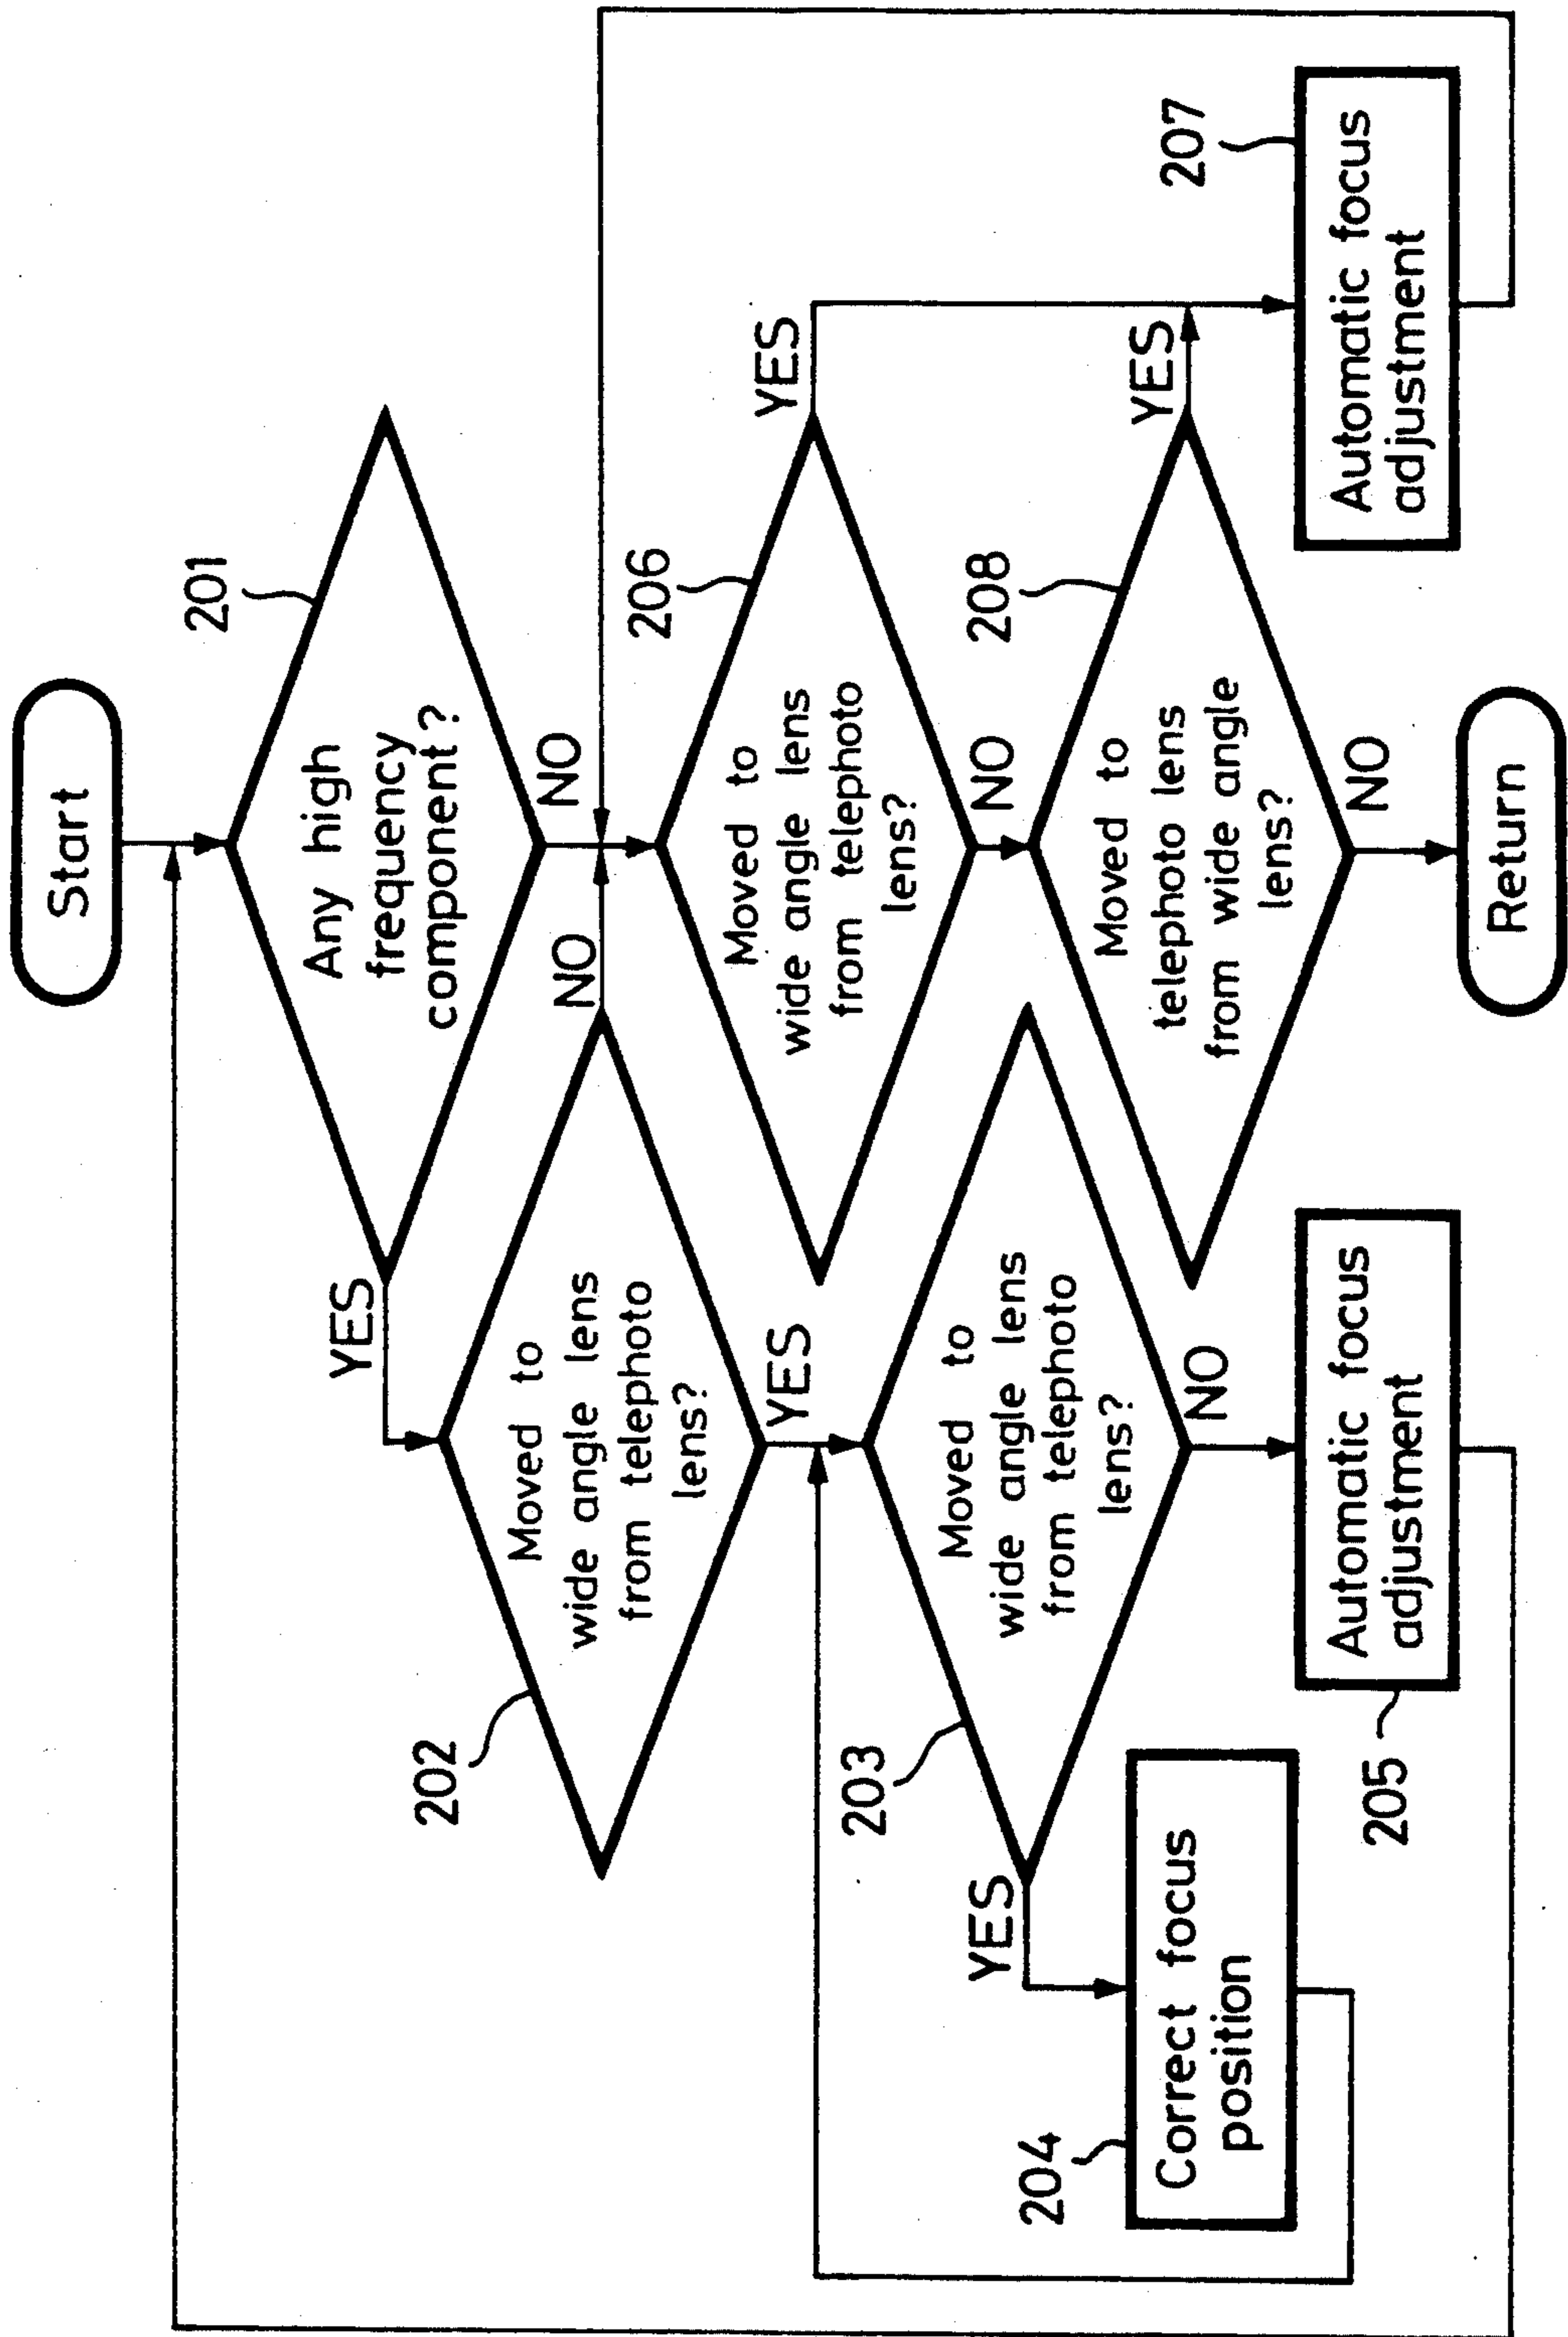 Start
201
Any high
frequency
component?
YES
NO
202
Moved to
wide angle lens
from telephoto
lens?
NO
YES
203
Moved to
wide angle lens
from telephoto
lens?
YES
NO
204
Correct focus
position
205
Automatic focus
adjustment
206
Moved to
wide angle lens
from telephoto
lens?
YES
NO
208
Moved to
telephoto lens
from wide angle
lens?
YES
NO
207
Automatic focus
adjustment
Return